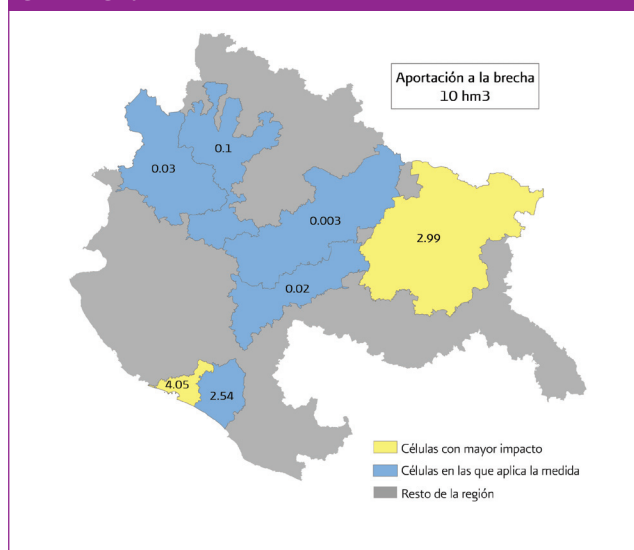 Aportación a la brecha
10 hm3
0.1
0.03
0.003
2.99
0.02
4.05
2.54
Células con mayor impacto
Células en las que aplica la medida
Resto de la región